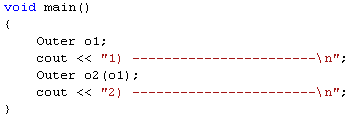 void main()
{
    Outer o1;
    cout << "1) -----------------------\n";
    Outer o2(o1);
    cout << "2) -----------------------\n";
}